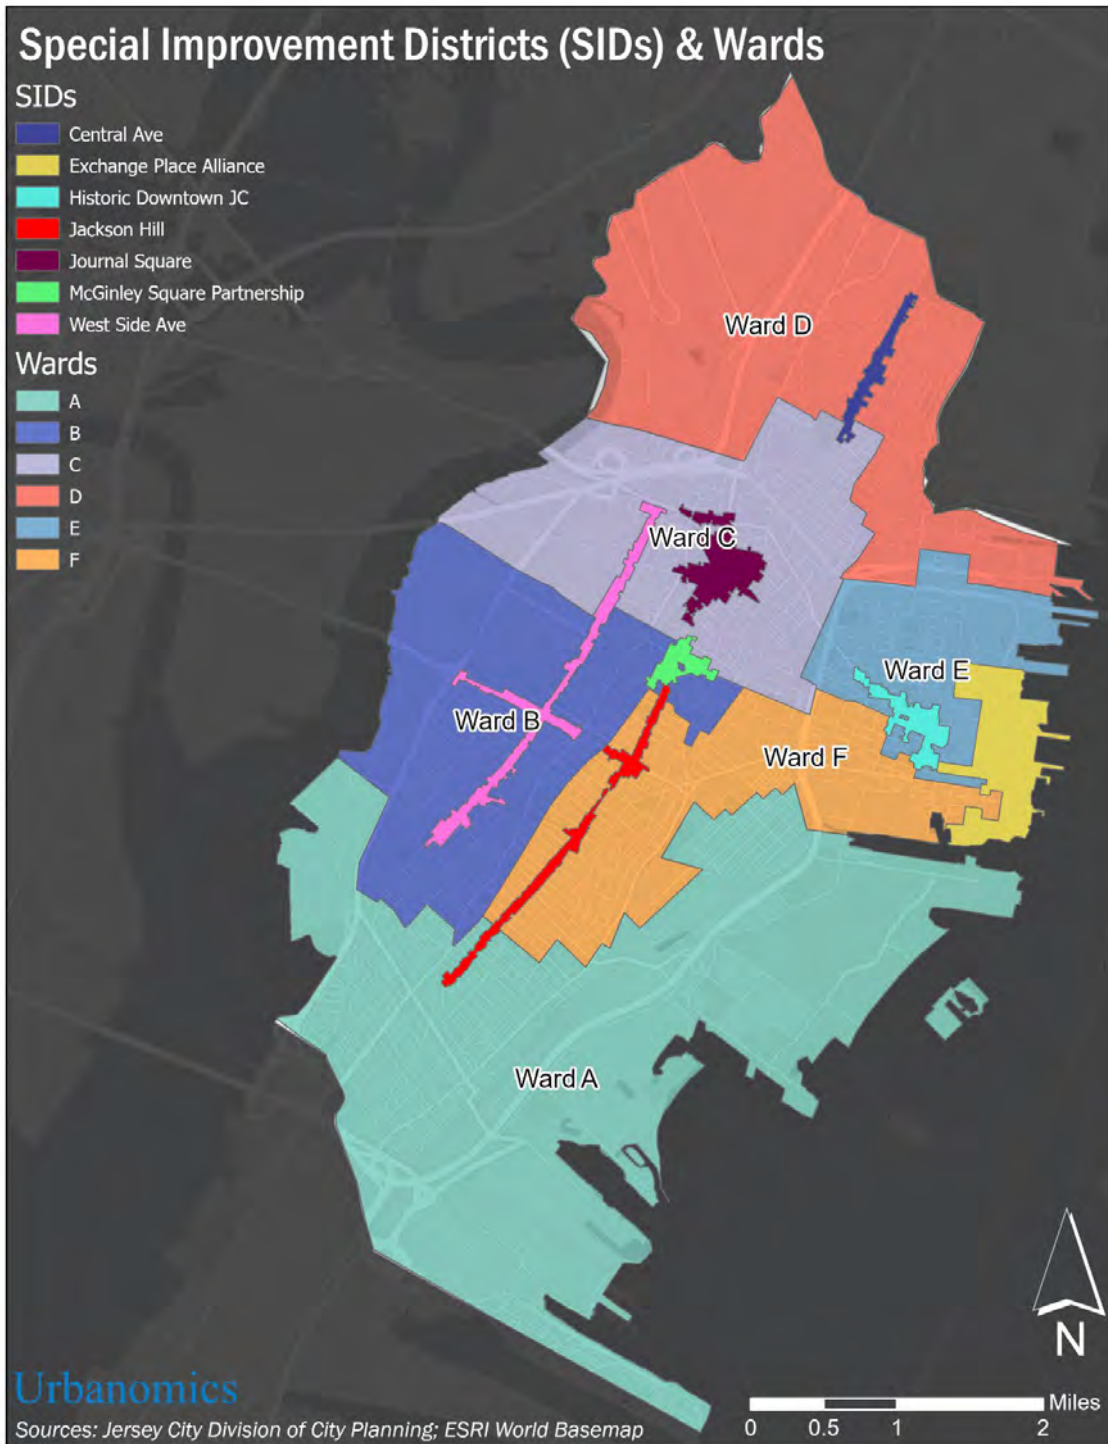 Special Improvement Districts (SIDs) & Wards
SIDs
Central Ave
Exchange Place Alliance
Historic Downtown JC
Jackson Hill
Journal Square
McGinley Square Partnership
West Side Ave
Wards
A
B
C
D
E
F
Ward D
Ward C
Ward E
Ward B
Ward F
Ward A
N
Urbanomics
Sources: Jersey City Division of City Planning; ESRI World Basemap
Miles
0 0.5 1 2